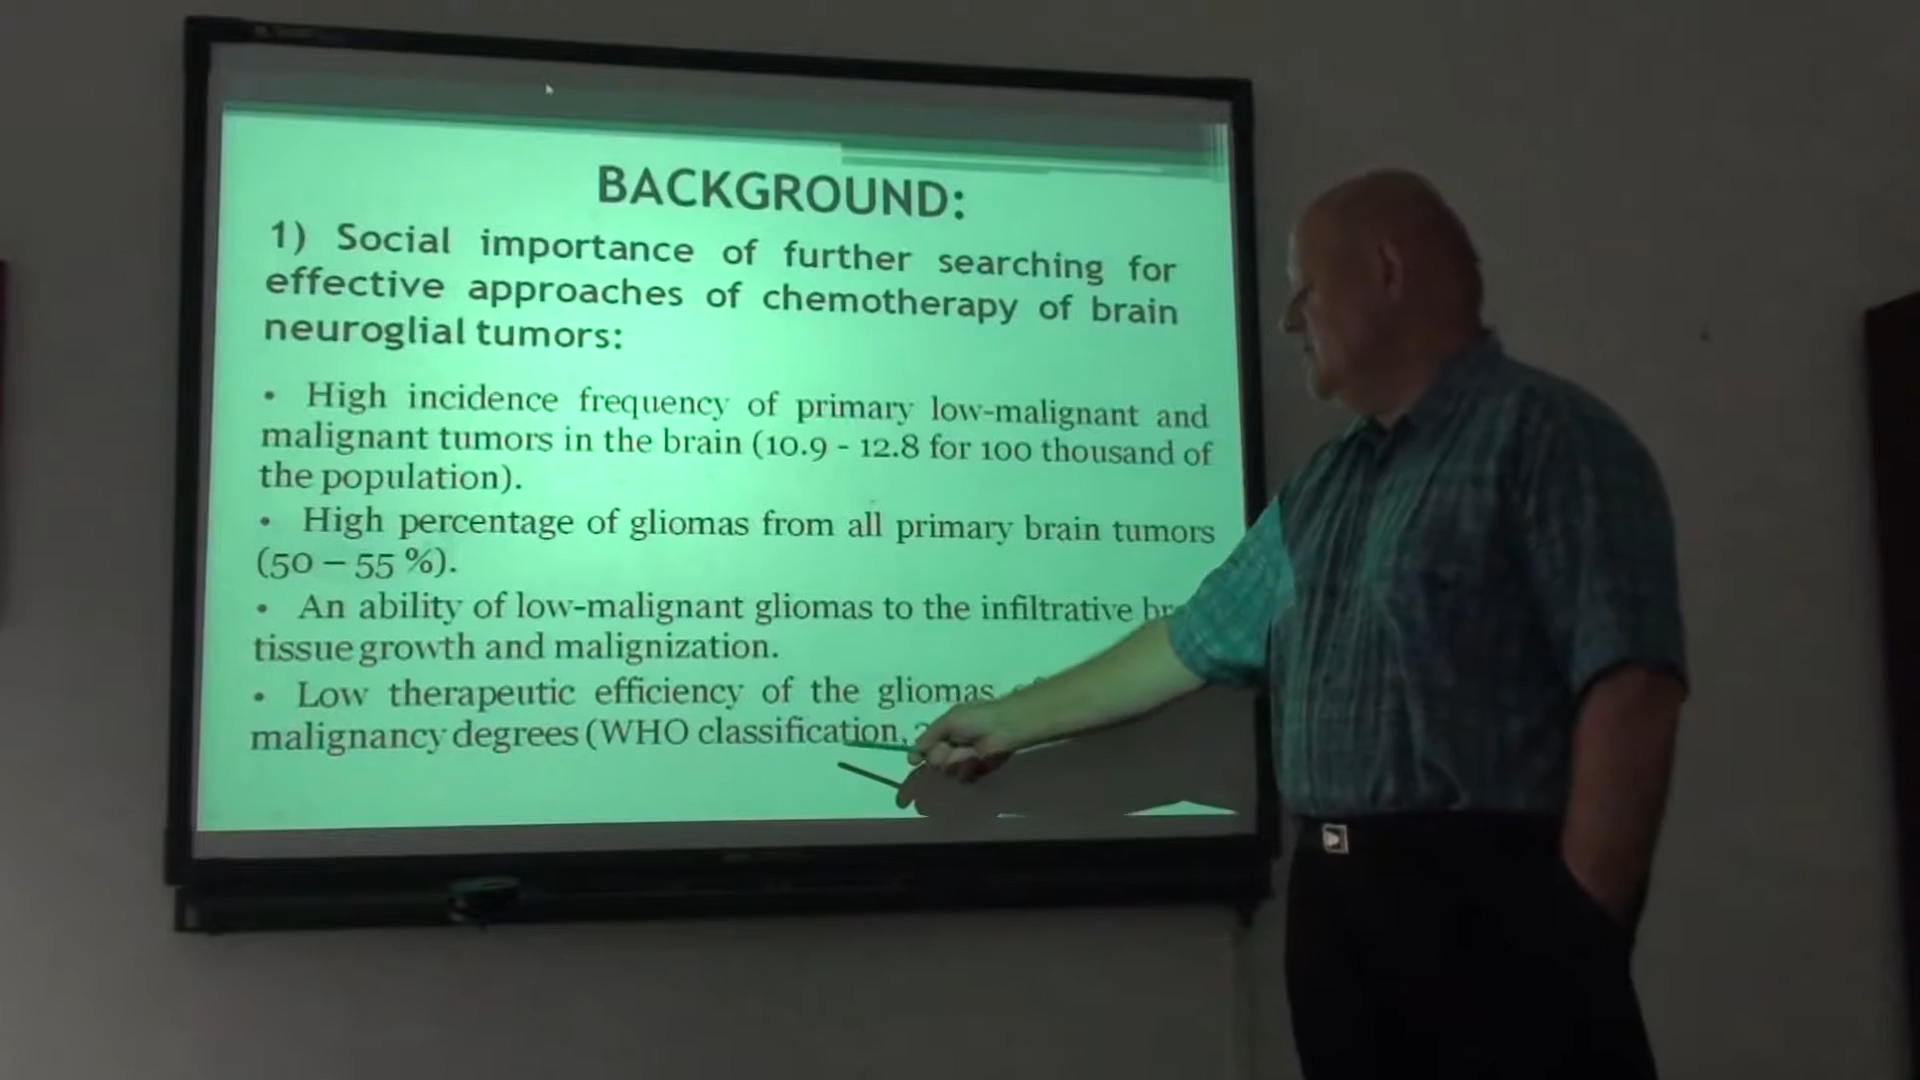 BACKGROUND:
1) Social importance of further searching for
effective approaches of chemotherapy of brain
neuroglial tumors:
• High incidence frequency of primary low-malignant and
malignant tumors in the brain (10.9 - 12.8 for 100 thousand of
the population).
• High percentage of gliomas from all primary brain tumors
(50 – 55 %).
• An ability of low-malignant gliomas to the infiltrative
tissue growth and malignization.
• Low therapeutic efficiency of the gliomas
malignancy degrees (WHO classification,